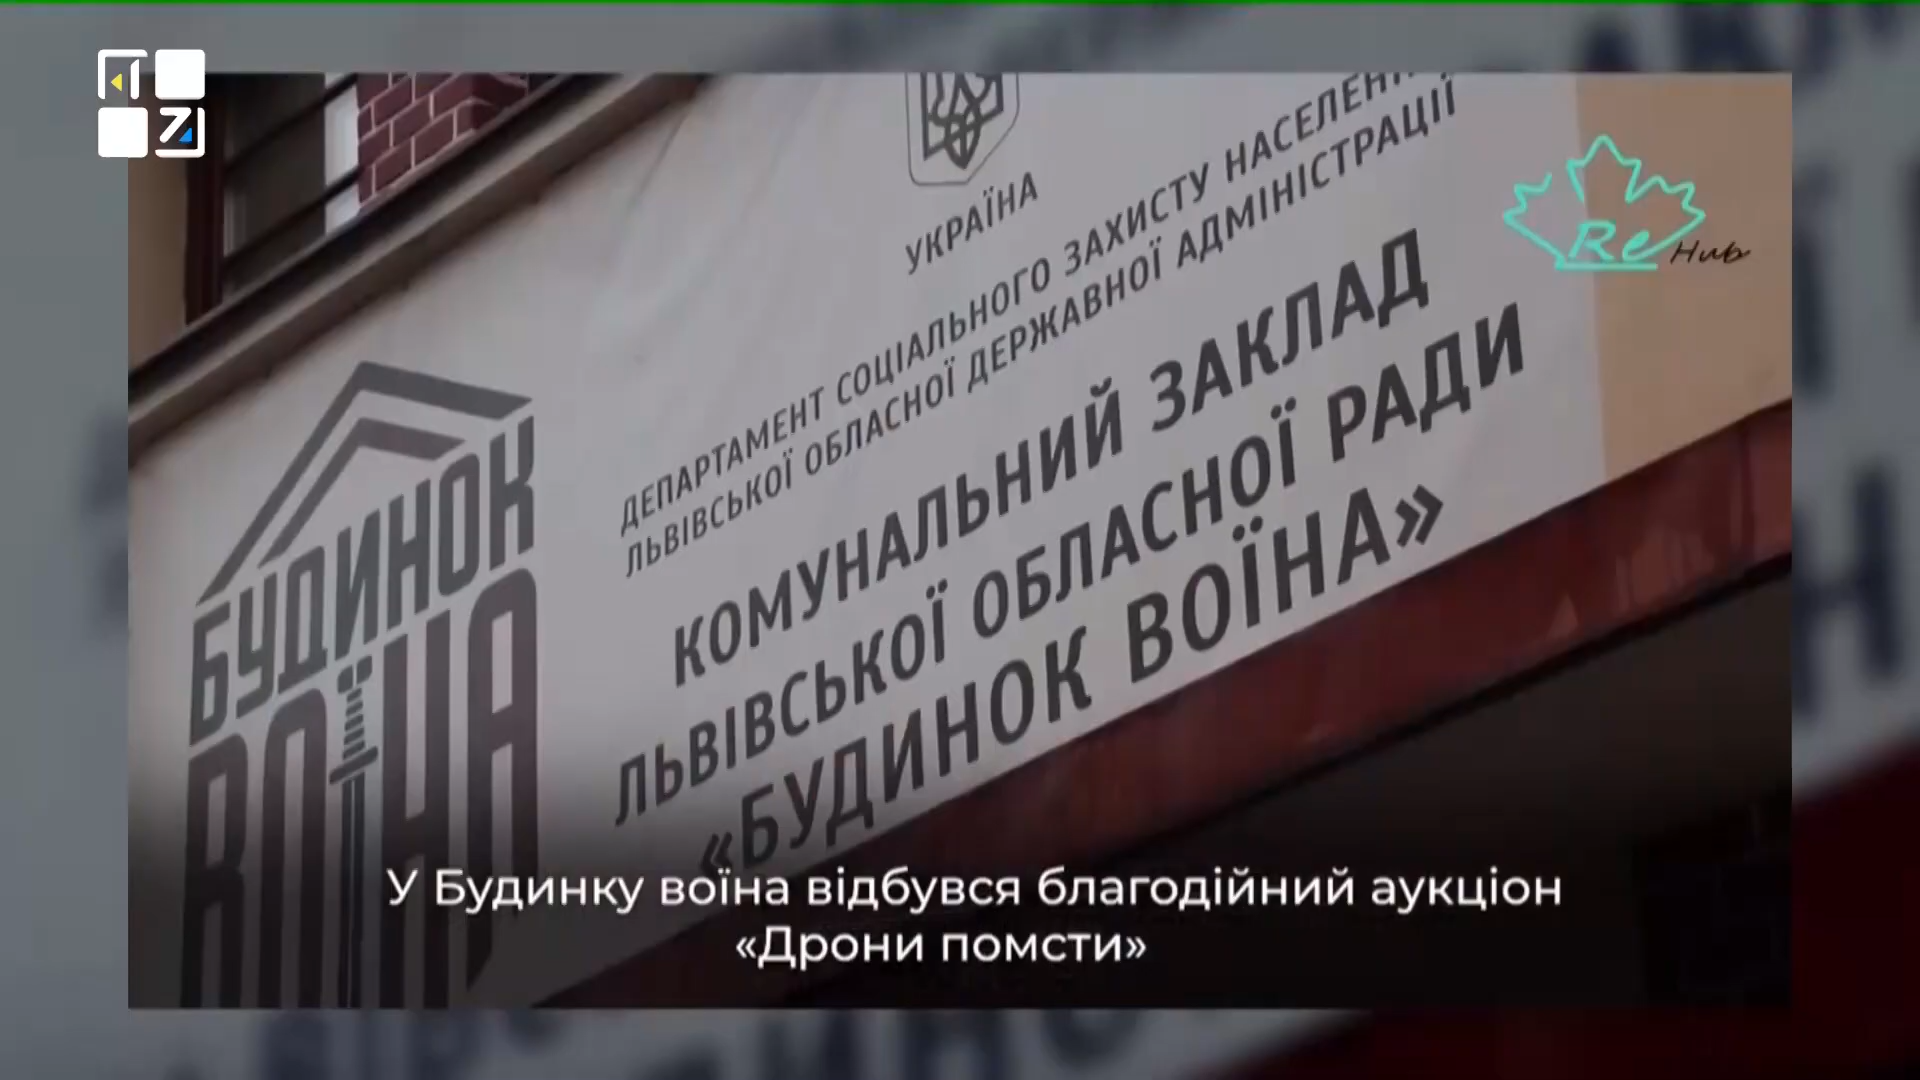 УКРАЇНА
ДЕПАРТАМЕНТ СОЦІАЛЬНОГО ЗАХИСТУ
ЛЬВІВСЬКОЇ ОБЛАСНОЇ ДЕРЖАВНОЇ АДМІНІСТРАЦІЇ
КОМУНАЛЬНИЙ ЗАКЛАД
ЛЬВІВСЬКОЇ ОБЛАСНОЇ РАДИ
«БУДИНОК ВОЇНА»
БУДИНОК
ВОЇНА
Re Hub
У Будинку воїна відбувся благодійний аукціон
«Дрони помсти»